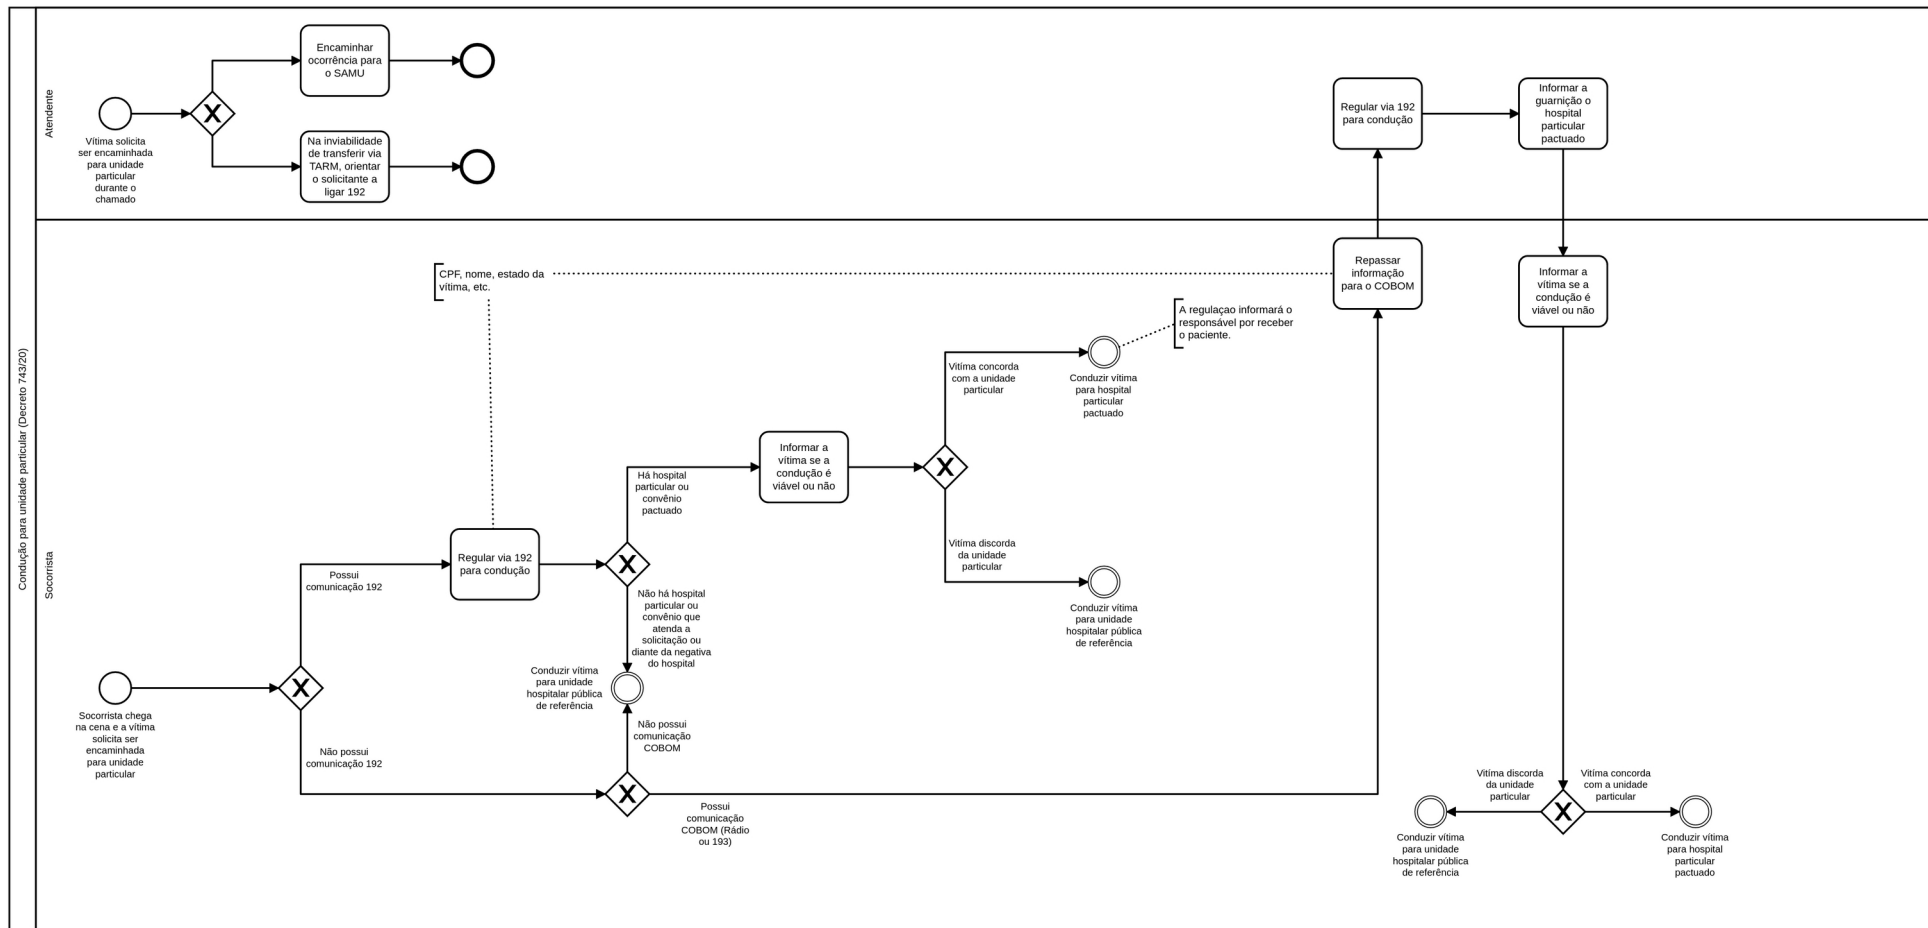 Condução para unidade particular (Decreto 743/20)
Atendente
Vítima solicita
ser encaminhada
para unidade
particular
durante o
chamado
Encaminhar
ocorrência para
o SAMU
Na inviabilidade
de transferir via
TARM, orientar
o solicitante a
ligar 192
Regular via 192
para condução
Informar a
guarnição o
hospital
particular
pactuado
Socorrista
CPF, nome, estado da
vítima, etc.
Repassar
informação
para o COBOM
Informar a
vítima se a
condução é
viável ou não
A regulaçao informará o
responsável por receber
o paciente.
Vitíma concorda
com a unidade
particular
Conduzir vítima
para hospital
particular
pactuado
Informar a
vítima se a
condução é
viável ou não
Há hospital
particular ou
convênio
pactuado
Vitíma discorda
da unidade
particular
Conduzir vítima
para unidade
hospitalar pública
de referência
Regular via 192
para condução
Possui
comunicação 192
Não há hospital
particular ou
convênio que
atenda a
solicitação ou
diante da negativa
do hospital
Conduzir vítima
para unidade
hospitalar pública
de referência
Socorrista chega
na cena e a vítima
solicita ser
encaminhada
para unidade
particular
Não possui
comunicação 192
Não possui
comunicação
COBOM
Possui
comunicação
COBOM (Rádio
ou 193)
Vitíma discorda
da unidade
particular
Vitíma concorda
com a unidade
particular
Conduzir vítima
para unidade
hospitalar pública
de referência
Conduzir vítima
para hospital
particular
pactuado